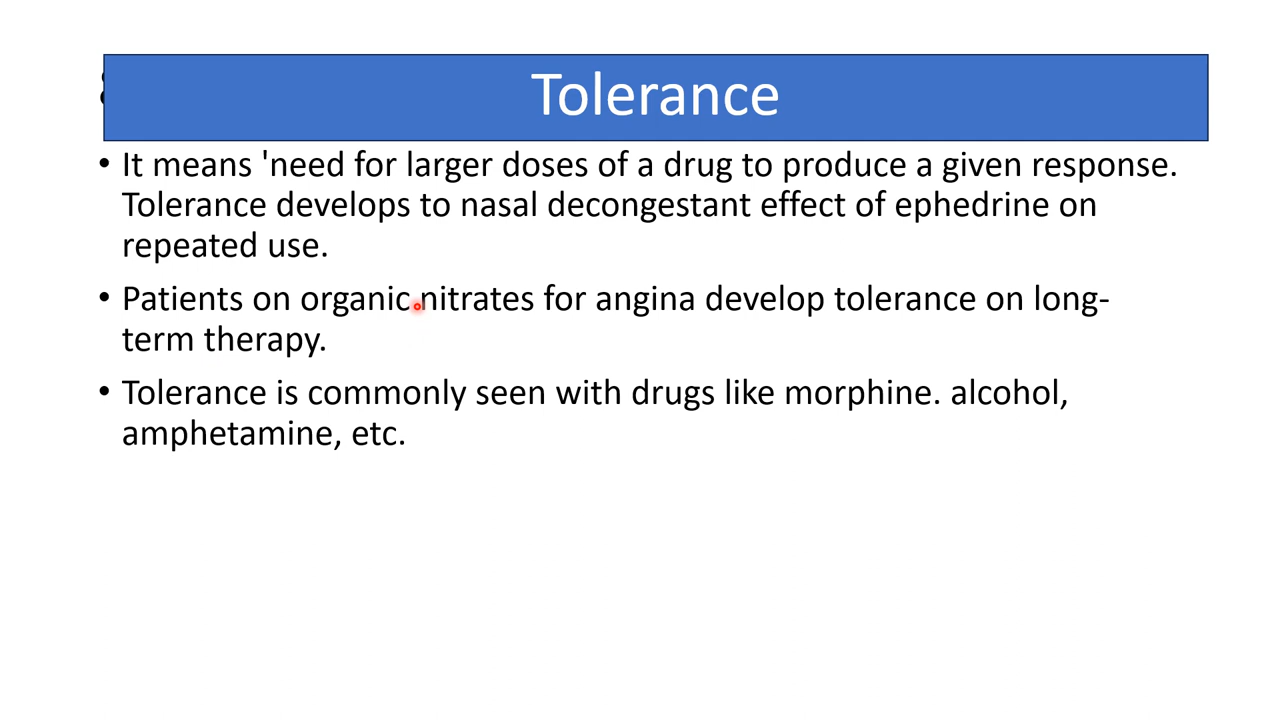 Tolerance
• It means 'need for larger doses of a drug to produce a given response.
Tolerance develops to nasal decongestant effect of ephedrine on
repeated use.
• Patients on organic nitrates for angina develop tolerance on long-
term therapy.
• Tolerance is commonly seen with drugs like morphine. alcohol,
amphetamine, etc.